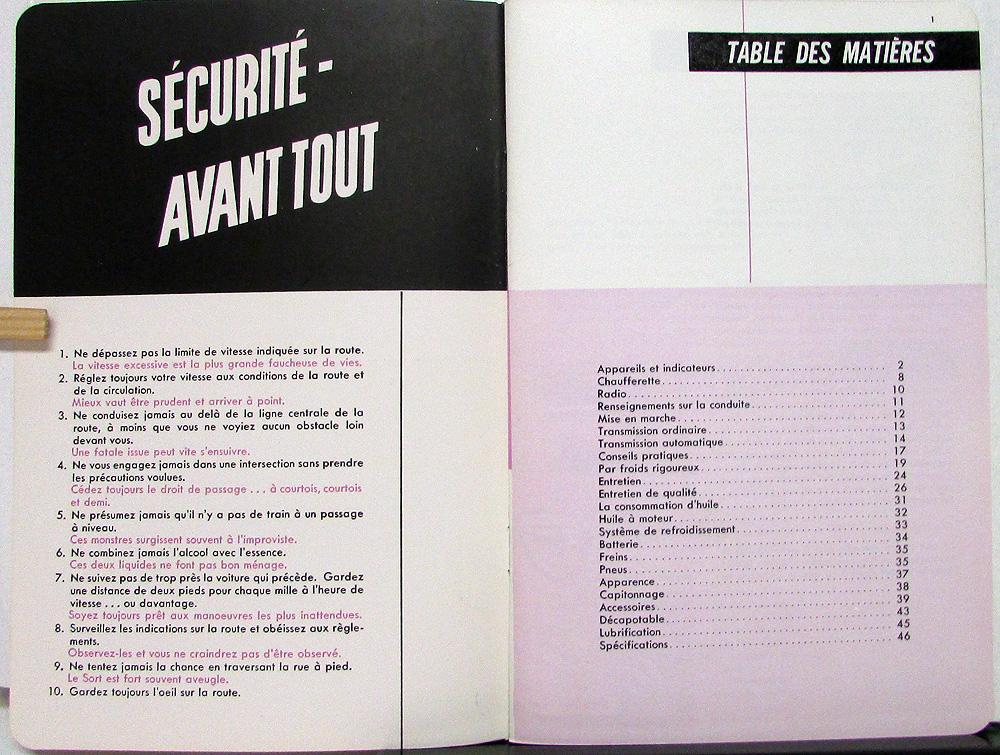 SÉCURITÉ -
AVANT TOUT
1. Ne dépassez pas la limite de vitesse indiquée sur la route.
La vitesse excessive est la plus grande faucheuse de vies.
2. Réglez toujours votre vitesse aux conditions de la route et
de la circulation.
Mieux vaut être prudent et arriver à point.
3. Ne conduisez jamais au delà de la ligne centrale de la
route, à moins que vous ne voyiez aucun obstacle loin
devant vous.
Une fatale issue peut vite s'ensuivre.
4. Ne vous engagez jamais dans une intersection sans prendre
les précautions voulues.
Cédez toujours le droit de passage . . . à courtois, courtois
et demi.
5. Ne présumez jamais qu'il n'y a pas de train à un passage
à niveau.
Ces monstres surgissent souvent à l'improviste.
6. Ne combinez jamais l'alcool avec l'essence.
Ces deux liquides ne font pas bon ménage.
7. Ne suivez pas de trop près la voiture qui précède. Gardez
une distance de deux pieds pour chaque mille à l'heure de
vitesse . . . ou davantage.
Soyez toujours prêt aux manoeuvres les plus inattendues.
8. Surveillez les indications sur la route et obéissez aux règle-
ments.
Observez-les et vous ne craindrez pas d'être observé.
9. Ne tentez jamais la chance en traversant la rue à pied.
Le Sort est fort souvent aveugle.
10. Gardez toujours l'oeil sur la route.
1
TABLE DES MATIÈRES
Appareils et indicateurs 2
Chaufferette 8
Radio 10
Renseignements sur la conduite 11
Mise en marche 12
Transmission ordinaire 13
Transmission automatique 14
Conseils pratiques 17
Par froids rigoureux 19
Entretien 24
Entretien de qualité 26
La consommation d'huile 31
Huile à moteur 32
Système de refroidissement 33
Batterie 34
Freins 35
Pneus 35
Apparence 37
Capitonnage 38
Accessoires 39
Décapotable 43
Lubrification 45
Spécifications 46